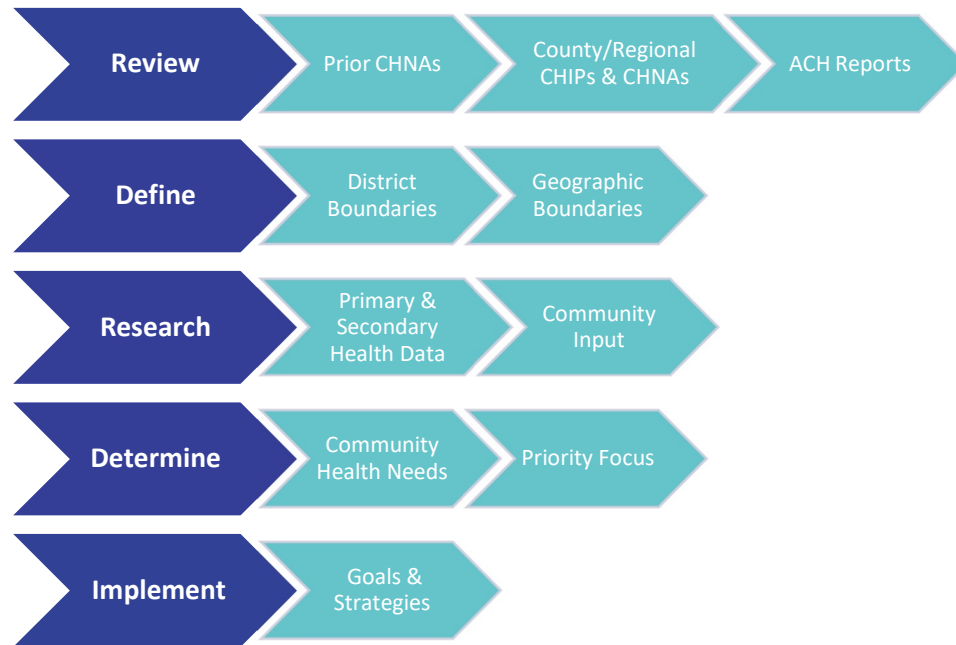 Review
Prior CHNAs
County/Regional
CHIPs & CHNAs
ACH Reports
Define
District
Boundaries
Geographic
Boundaries
Research
Primary &
Secondary
Health Data
Community
Input
Determine
Community
Health Needs
Priority Focus
Implement
Goals &
Strategies